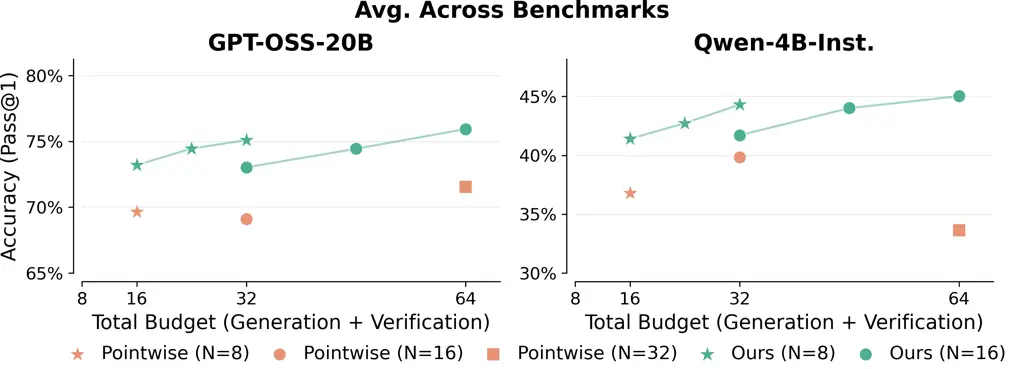 Avg. Across Benchmarks
GPT-OSS-20B
Accuracy (Pass@1)
80%
75%
70%
65%
8 16 32 64
Total Budget (Generation + Verification)
Qwen-4B-Inst.
45%
40%
35%
30%
8 16 32 64
Total Budget (Generation + Verification)
Pointwise (N=8) Pointwise (N=16) Pointwise (N=32) Ours (N=8) Ours (N=16)